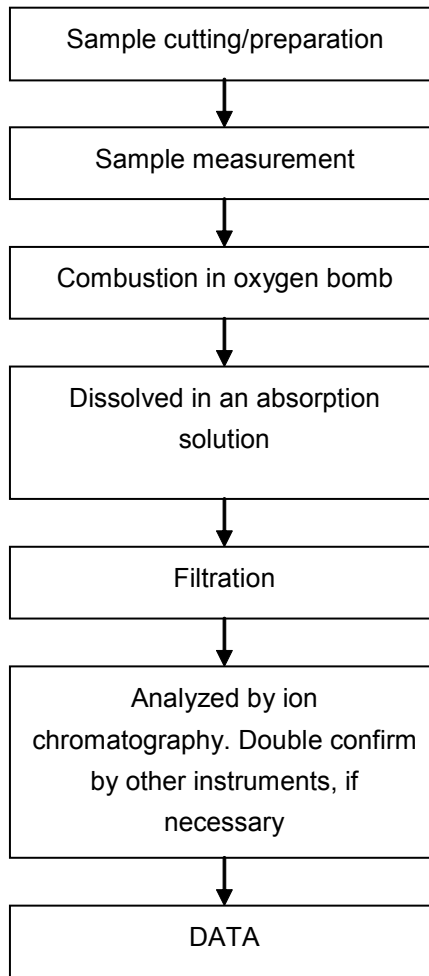 Sample cutting/preparation
Sample measurement
Combustion in oxygen bomb
Dissolved in an absorption
solution
Filtration
Analyzed by ion
chromatography. Double confirm
by other instruments, if
necessary
DATA